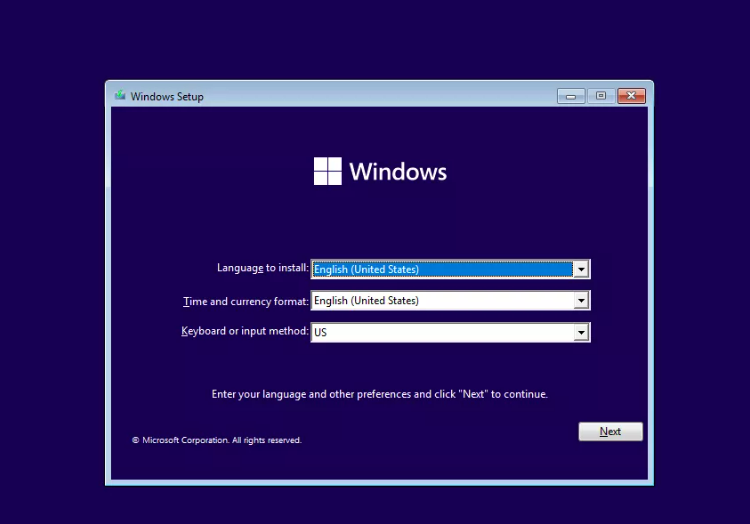 Windows Setup
Windows
Language to install: English (United States)
Time and currency format: English (United States)
Keyboard or input method: US
Enter your language and other preferences and click "Next" to continue.
© Microsoft Corporation. All rights reserved.
Next